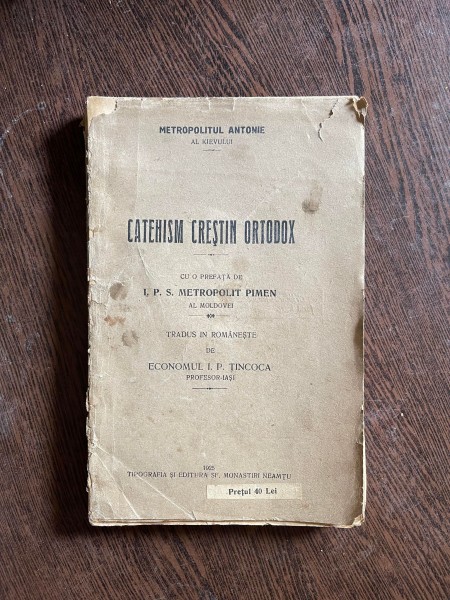 METROPOLITUL ANTONIE
AL KIEVULUI
CATEHISM CREŞTIN ORTODOX
CU O PREFAŢĂ DE
I. P. S. METROPOLIT PIMEN
AL MOLDOVEI
TRADUS IN ROMÂNEŞTE
DE
ECONOMUL I. P. ŢINCOCA
PROFESOR-IAŞI
1925
TIPOGRAFIA ŞI EDITURA SF. MONASTIRI NEAMŢU
Preţul 40 Lei